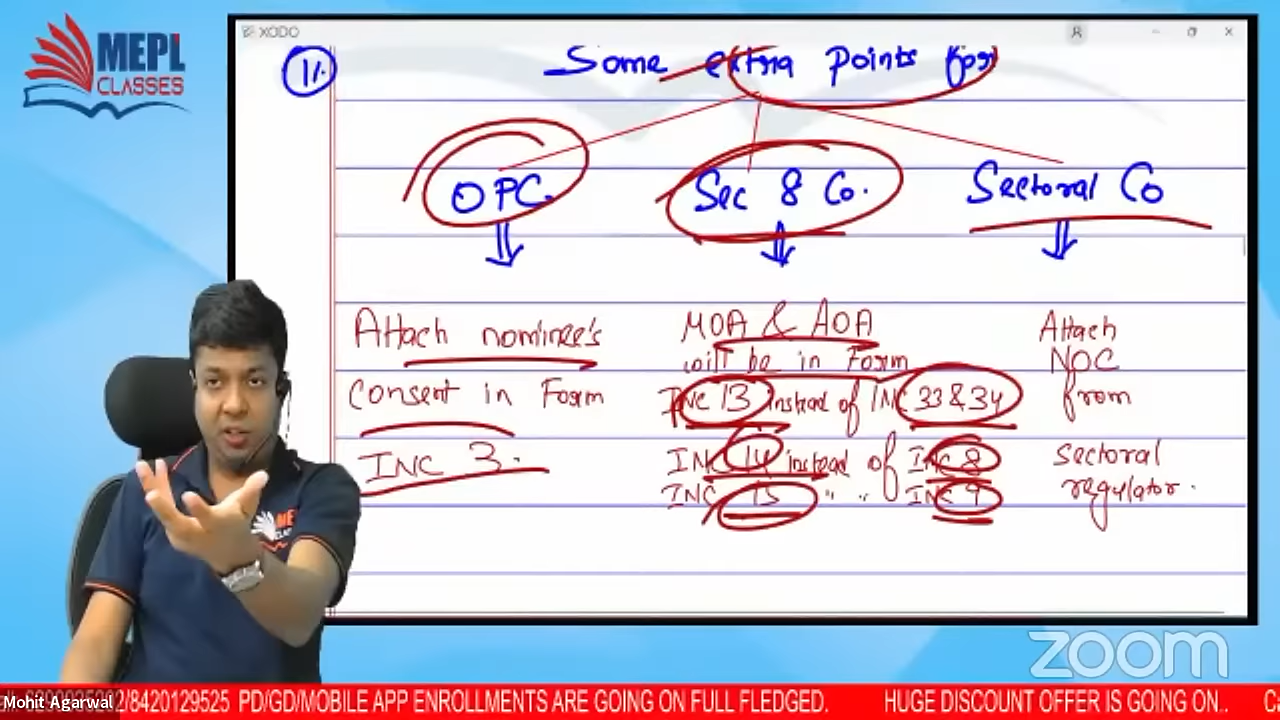 XODO
MEPL
CLASSES
11.
Some extra Points for
OPC.
Sec 8 Co.
Sectoral Co
Attach nominee's
consent in Form
INC 3.
MOA & AOA
will be in Form
INC 13 instead of INC 33 & 34
INC 14 instead of INC 8
INC 15 " " INC 9
Attach
NOC
from
Sectoral
regulator.
zoom
Mohit Agarwal
/8420129525 PD/GD/MOBILE APP ENROLLMENTS ARE GOING ON FULL FLEDGED. HUGE DISCOUNT OFFER IS GOING ON..